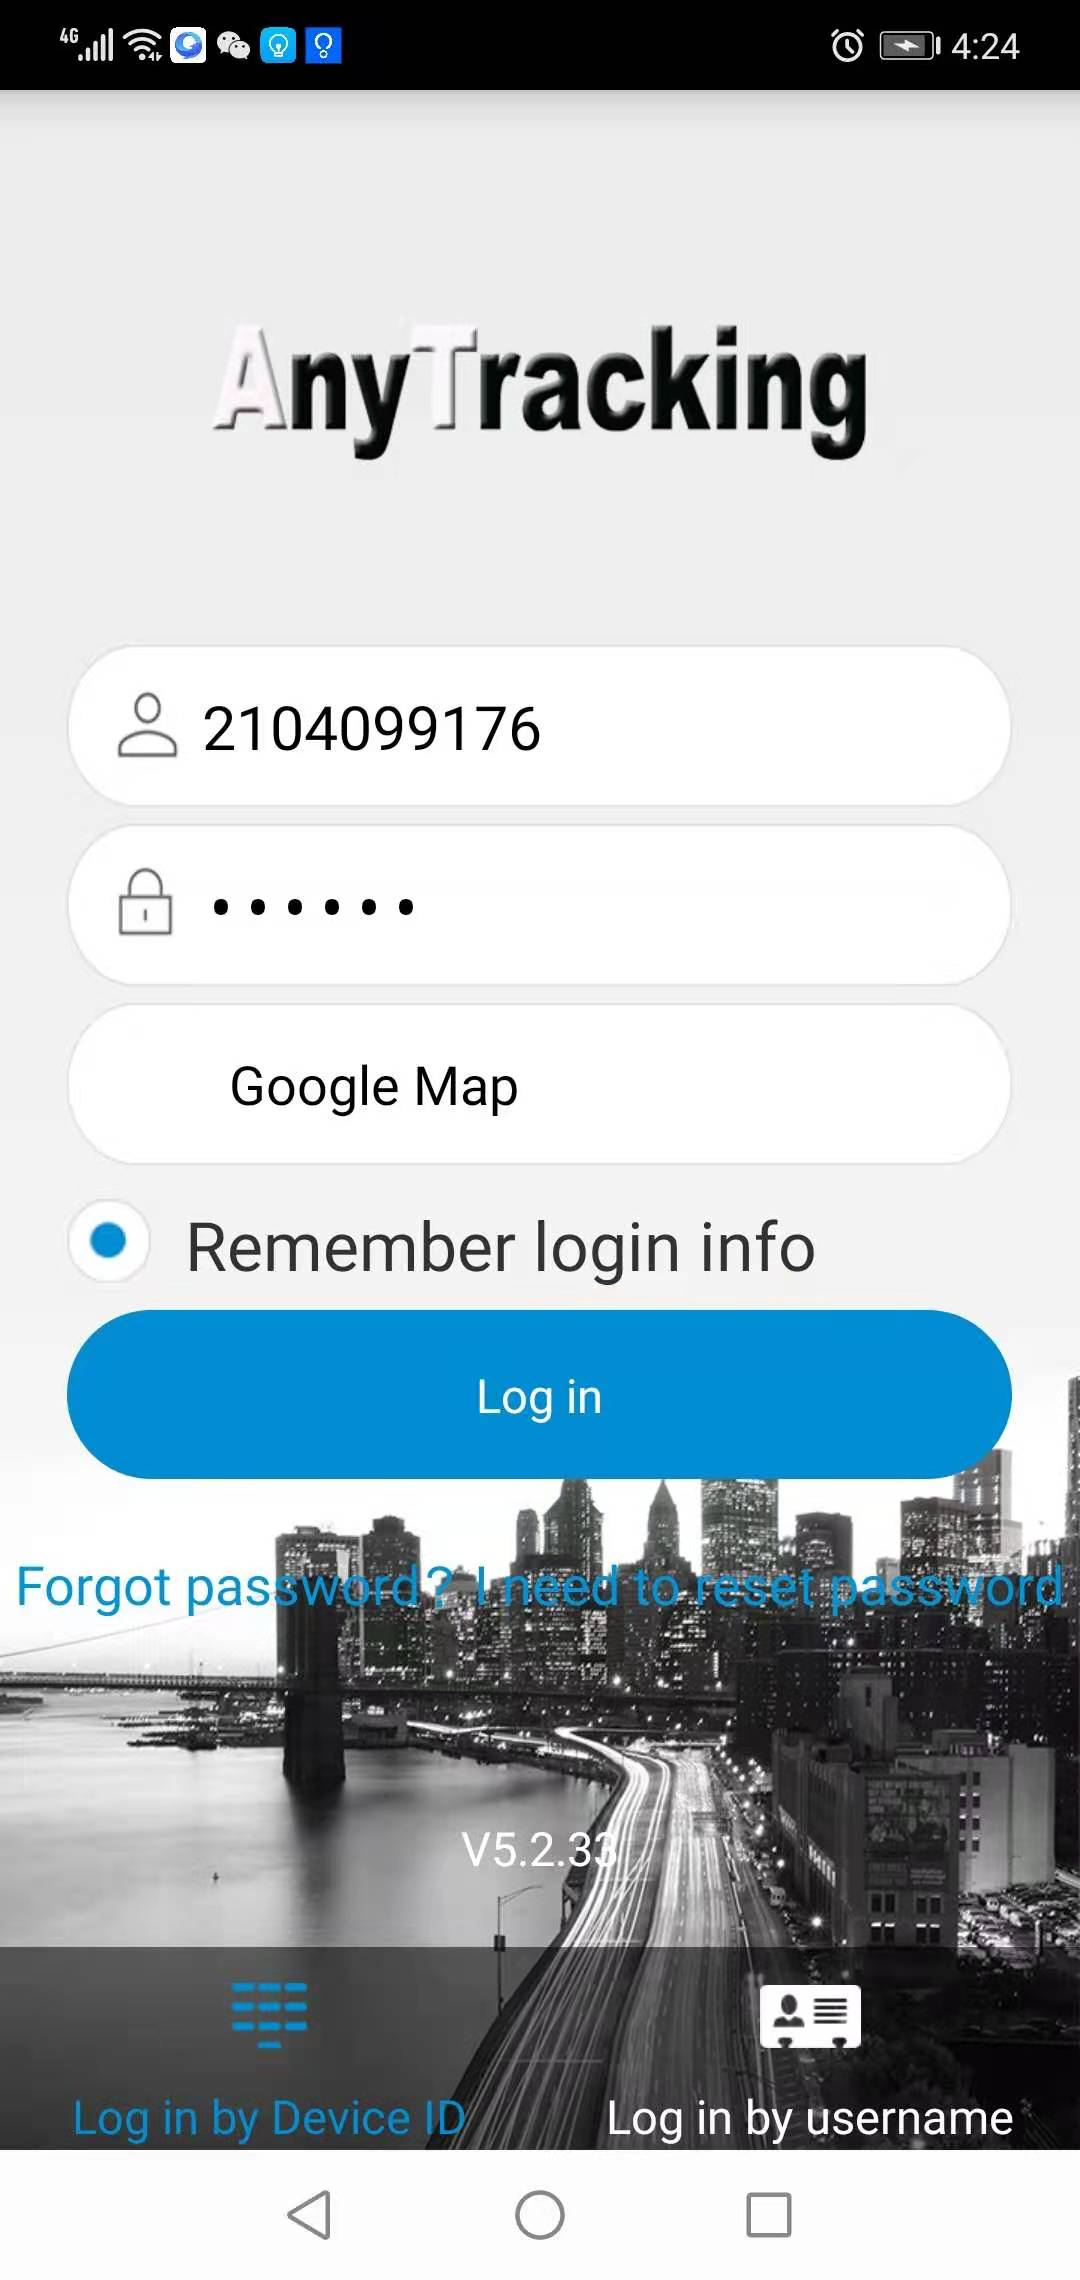 4G 4:24
AnyTracking
2104099176
••••••
Google Map
Remember login info
Log in
Forgot password? I need to reset password
V5.2.33
Log in by Device ID Log in by username